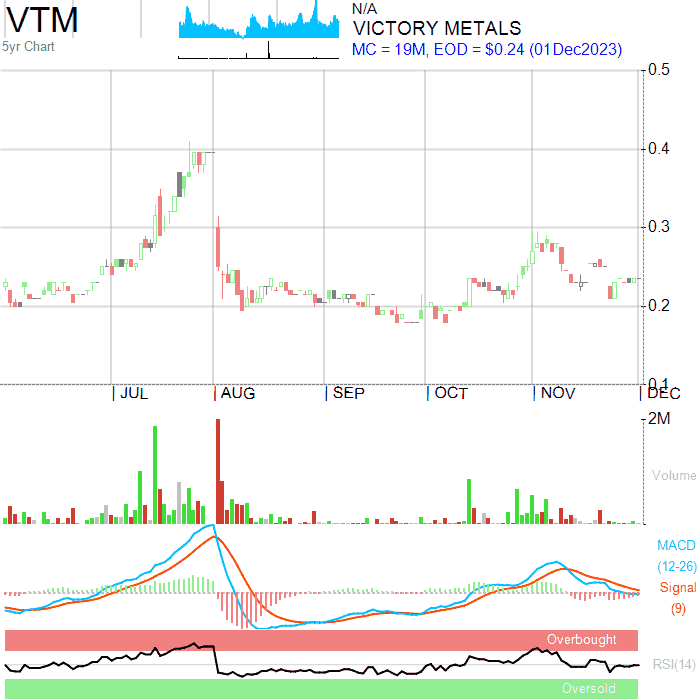 VTM
5yr Chart
N/A
VICTORY METALS
MC = 19M, EOD = $0.24 (01Dec2023)
0.5
0.4
0.3
0.2
0.1
JUL AUG SEP OCT NOV DEC
2M
Volume
MACD
(12-26)
Signal
(9)
Overbought
RSI(14)
Oversold